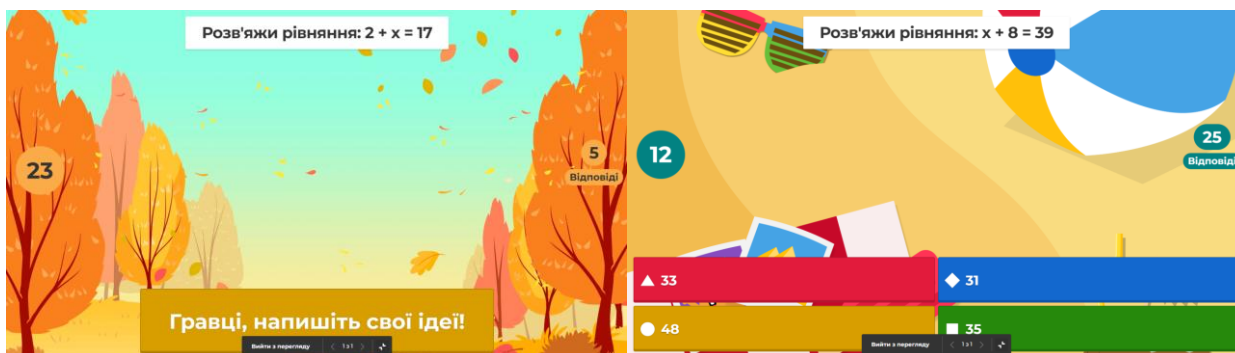 Розв'яжи рівняння: 2 + x = 17
23
5
Відповіді
Гравці, напишіть свої ідеї!
Вийти з перегляду
1 з 1
Розв'яжи рівняння: x + 8 = 39
12
25
Відповіді
33
31
48
35
Вийти з перегляду
1 з 1